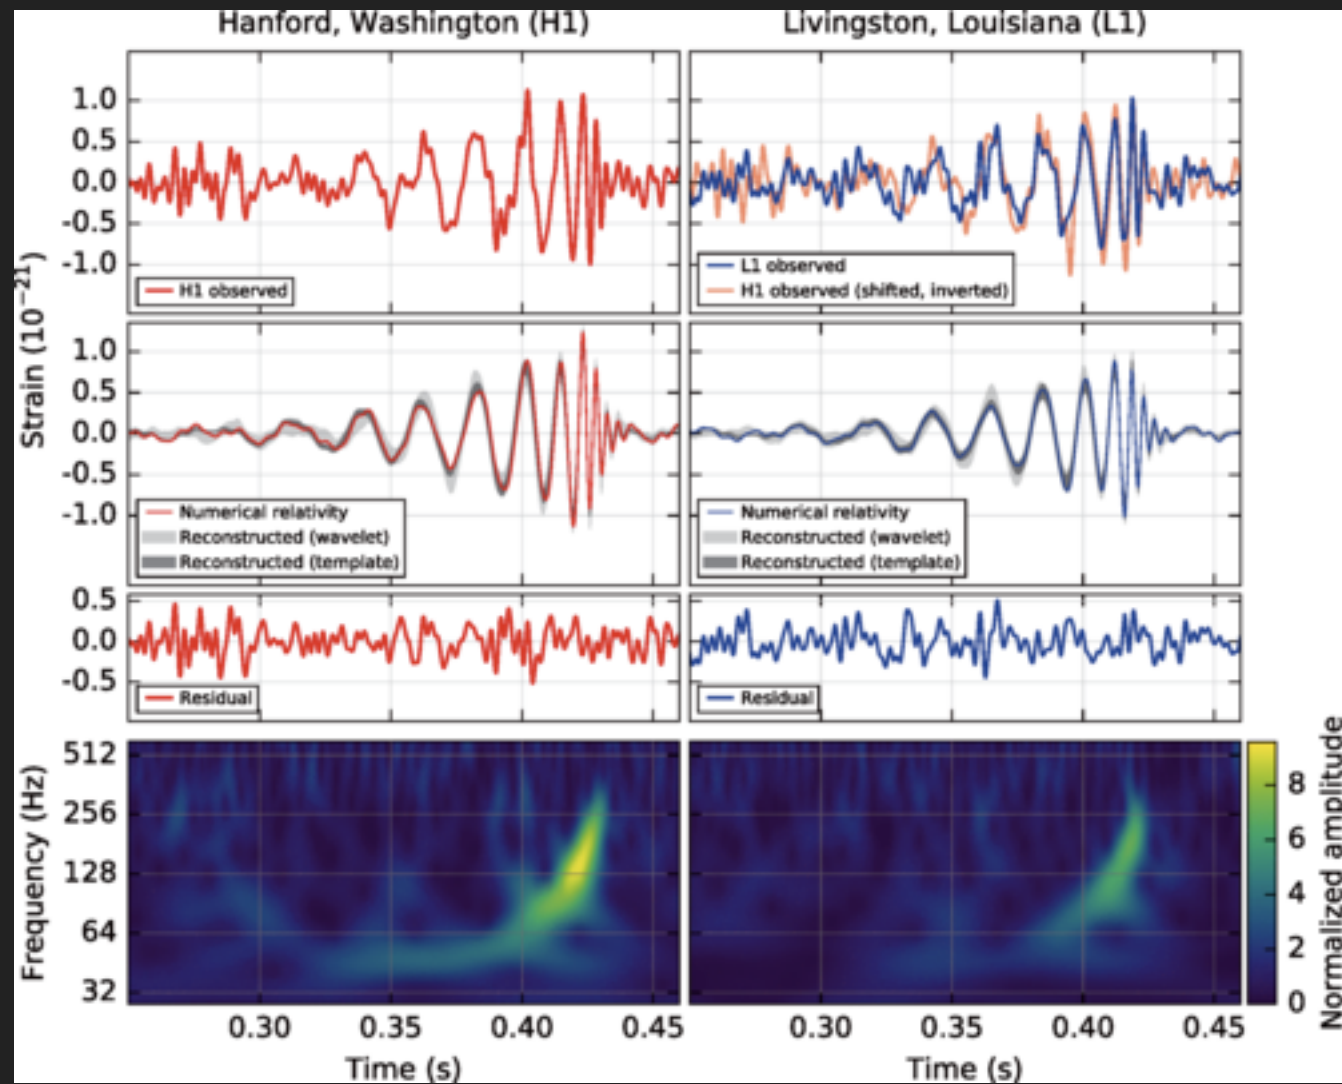 Hanford, Washington (H1)
Livingston, Louisiana (L1)
Strain (10⁻²¹)
1.0
0.5
0.0
-0.5
-1.0
H1 observed
L1 observed
H1 observed (shifted, inverted)
1.0
0.5
0.0
-0.5
-1.0
Numerical relativity
Reconstructed (wavelet)
Reconstructed (template)
Numerical relativity
Reconstructed (wavelet)
Reconstructed (template)
0.5
0.0
-0.5
Residual
Residual
Frequency (Hz)
512
256
128
64
32
Normalized amplitude
8
6
4
2
0
0.30 0.35 0.40 0.45
0.30 0.35 0.40 0.45
Time (s)
Time (s)